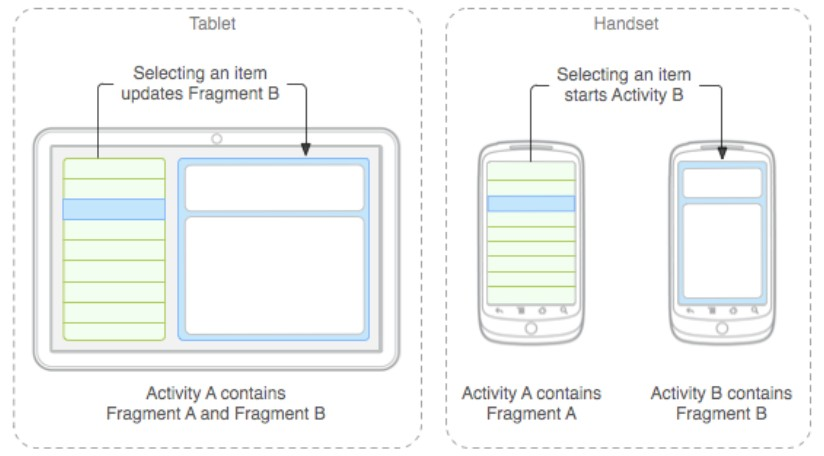 Tablet
Selecting an item
updates Fragment B
Activity A contains
Fragment A and Fragment B
Handset
Selecting an item
starts Activity B
Activity A contains
Fragment A
Activity B contains
Fragment B